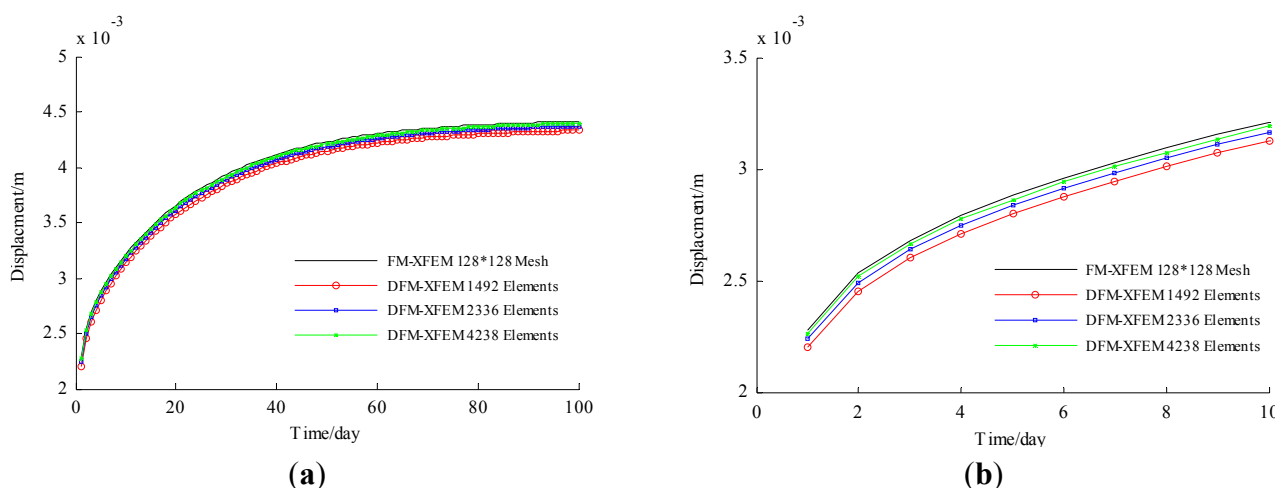 x 10^-3
5
4.5
4
3.5
3
2.5
2
0
20
40
60
80
100
Displacment/m
Time/day
FM-XFEM 128*128 Mesh
DFM-XFEM 1492 Elements
DFM-XFEM 2336 Elements
DFM-XFEM 4238 Elements
(a)
x 10^-3
3.5
3
2.5
2
0
2
4
6
8
10
Displacment/m
Time/day
FM-XFEM 128*128 Mesh
DFM-XFEM 1492 Elements
DFM-XFEM 2336 Elements
DFM-XFEM 4238 Elements
(b)